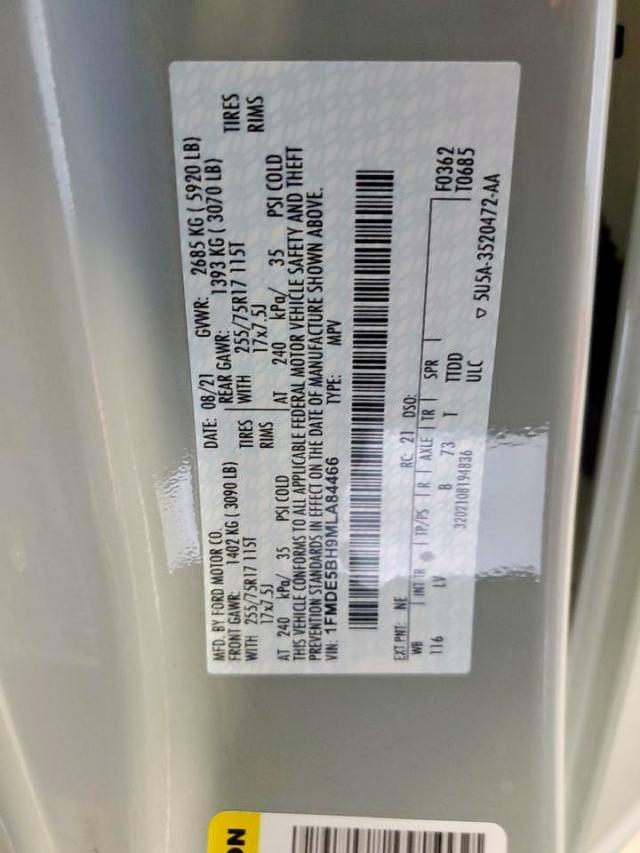 MFD. BY FORD MOTOR CO.
DATE: 08/21 GVWR: 2685 KG ( 5920 LB)
FRONT GAWR: 1402 KG ( 3090 LB)
REAR GAWR: 1393 KG ( 3070 LB)
WITH 255/75R17 115T TIRES
WITH 255/75R17 115T TIRES
17x7.5J RIMS
17x7.5J RIMS
AT 240 kPa/ 35 PSI COLD
AT 240 kPa/ 35 PSI COLD
THIS VEHICLE CONFORMS TO ALL APPLICABLE FEDERAL MOTOR VEHICLE SAFETY AND THEFT
PREVENTION STANDARDS IN EFFECT ON THE DATE OF MANUFACTURE SHOWN ABOVE.
VIN: 1FMDE5BH9MLA84466 TYPE: MPV
EXT PNT: NE RC: 21 DSO: F0362
WB INT TR TP/PS R AXLE TR SPR T0685
116 LV B 73 T TTDD
ULC
3202108194836
5U5A-3520472-AA
ON